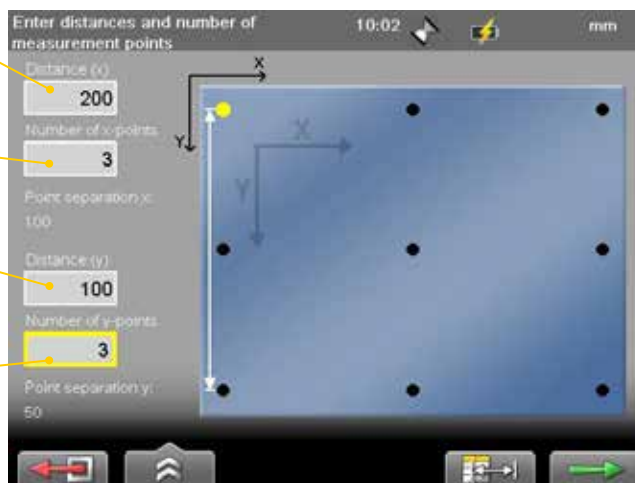 Enter distances and number of
measurement points
10:02
mm
Distance (x)
200
Number of x-points
3
Point separation x:
100
Distance (y)
100
Number of y-points
3
Point separation y:
50
X
Y
X
Y